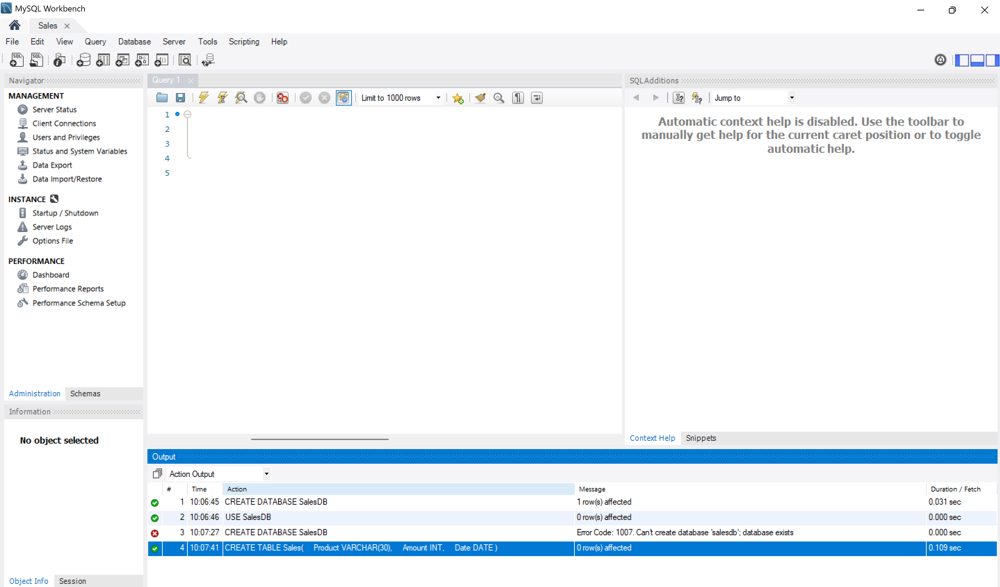 MySQL Workbench
Sales
File Edit View Query Database Server Tools Scripting Help
Navigator
MANAGEMENT
Server Status
Client Connections
Users and Privileges
Status and System Variables
Data Export
Data Import/Restore
INSTANCE
Startup / Shutdown
Server Logs
Options File
PERFORMANCE
Dashboard
Performance Reports
Performance Schema Setup
Administration Schemas
Information
No object selected
Object Info Session
Query 1
Limit to 1000 rows
1
2
3
4
5
SQLAdditions
Jump to
Automatic context help is disabled. Use the toolbar to
manually get help for the current caret position or to toggle
automatic help.
Context Help Snippets
Output
Action Output
# Time Action Message Duration / Fetch
1 10:06:45 CREATE DATABASE SalesDB 1 row(s) affected 0.031 sec
2 10:06:46 USE SalesDB 0 row(s) affected 0.000 sec
3 10:07:27 CREATE DATABASE SalesDB Error Code: 1007. Can't create database 'salesdb'; database exists 0.000 sec
4 10:07:41 CREATE TABLE Sales( Product VARCHAR(30), Amount INT, Date DATE ) 0 row(s) affected 0.109 sec